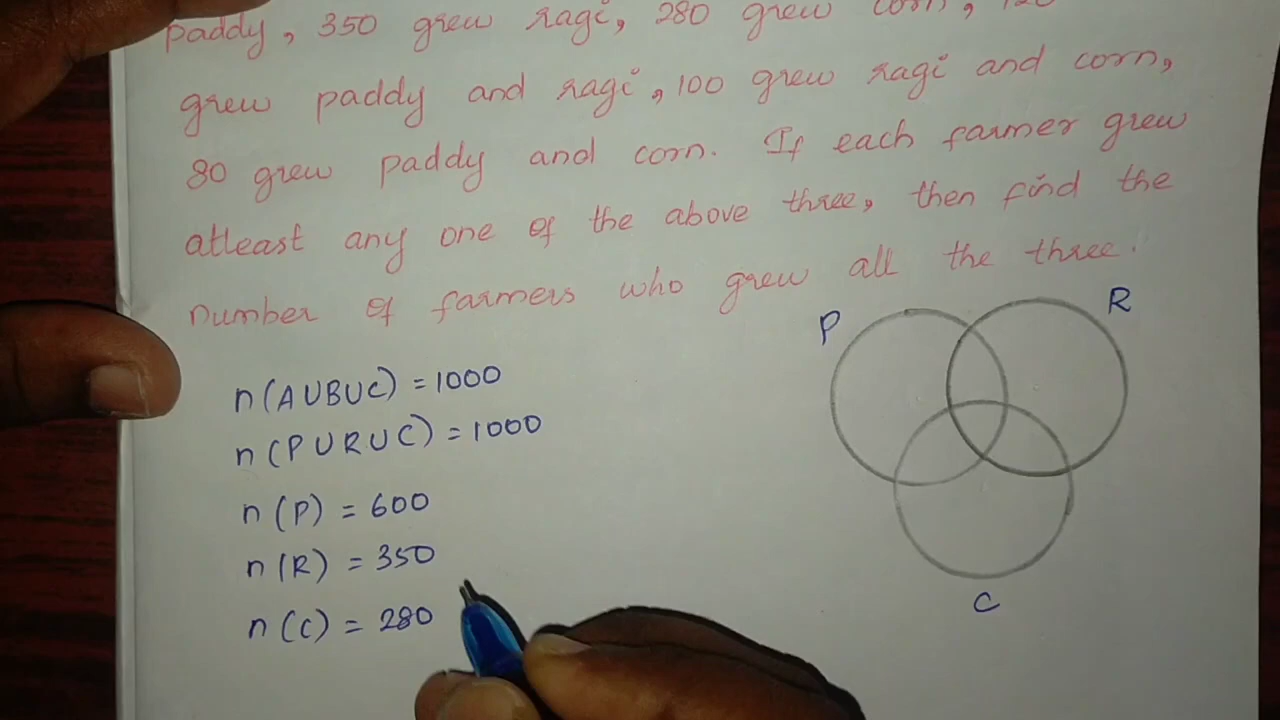 paddy, 350 grew ragi, 280 grew corn, 120
grew paddy and ragi, 100 grew ragi and corn,
80 grew paddy and corn. If each farmer grew
atleast any one of the above three, then find the
number of farmers who grew all the three.
P
R
n(AUBUC) = 1000
n(PURUC) = 1000
n(P) = 600
n(R) = 350
n(C) = 280
C